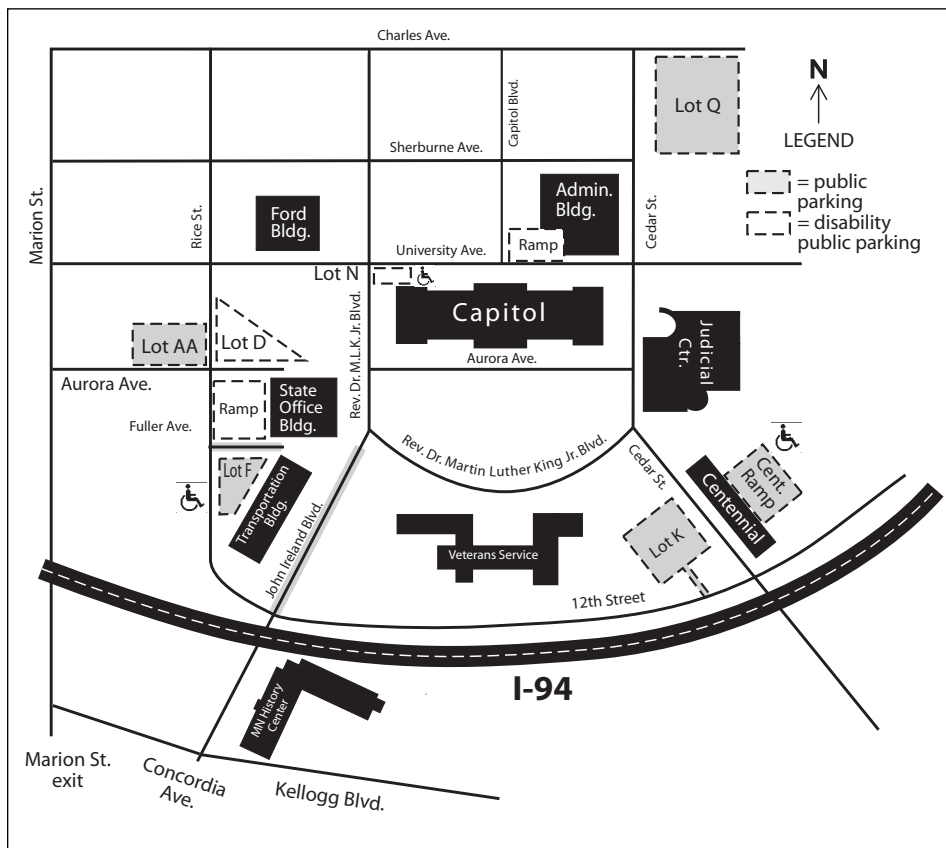 Charles Ave.
Capitol Blvd.
Lot Q
N
LEGEND
= public
parking
= disability
public parking
Sherburne Ave.
Marion St.
Rice St.
Ford
Bldg.
Admin.
Bldg.
Ramp
Cedar St.
University Ave.
Lot N
Rev. Dr. M.L.K. Jr. Blvd.
Capitol
Judicial
Ctr.
Lot AA
Lot D
Aurora Ave.
Aurora Ave.
Ramp
State
Office
Bldg.
Fuller Ave.
Rev. Dr. Martin Luther King Jr. Blvd.
Cedar St.
Lot F
Transportation
Bldg.
John Ireland Blvd.
Cent.
Ramp
Centennial
Lot K
Veterans Service
12th Street
I-94
MN History
Center
Marion St.
exit
Concordia
Ave.
Kellogg Blvd.